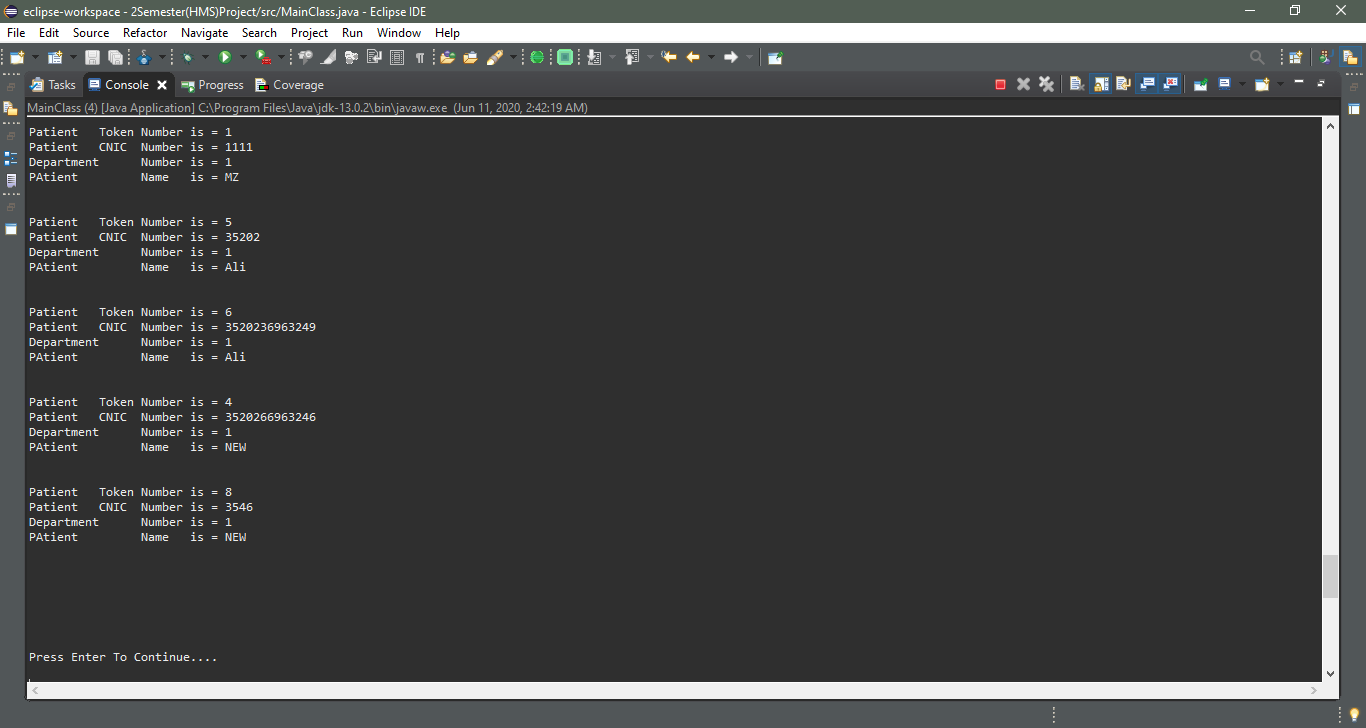 eclipse-workspace - 2Semester(HMS)Project/src/MainClass.java - Eclipse IDE
File Edit Source Refactor Navigate Search Project Run Window Help
Tasks Console Progress Coverage
MainClass (4) [Java Application] C:\Program Files\Java\jdk-13.0.2\bin\javaw.exe (Jun 11, 2020, 2:42:19 AM)
Patient   Token Number is = 1
Patient   CNIC  Number is = 1111
Department      Number is = 1
PAtient         Name   is = MZ
Patient   Token Number is = 5
Patient   CNIC  Number is = 35202
Department      Number is = 1
PAtient         Name   is = Ali
Patient   Token Number is = 6
Patient   CNIC  Number is = 3520236963249
Department      Number is = 1
PAtient         Name   is = Ali
Patient   Token Number is = 4
Patient   CNIC  Number is = 3520266963246
Department      Number is = 1
PAtient         Name   is = NEW
Patient   Token Number is = 8
Patient   CNIC  Number is = 3546
Department      Number is = 1
PAtient         Name   is = NEW
Press Enter To Continue....